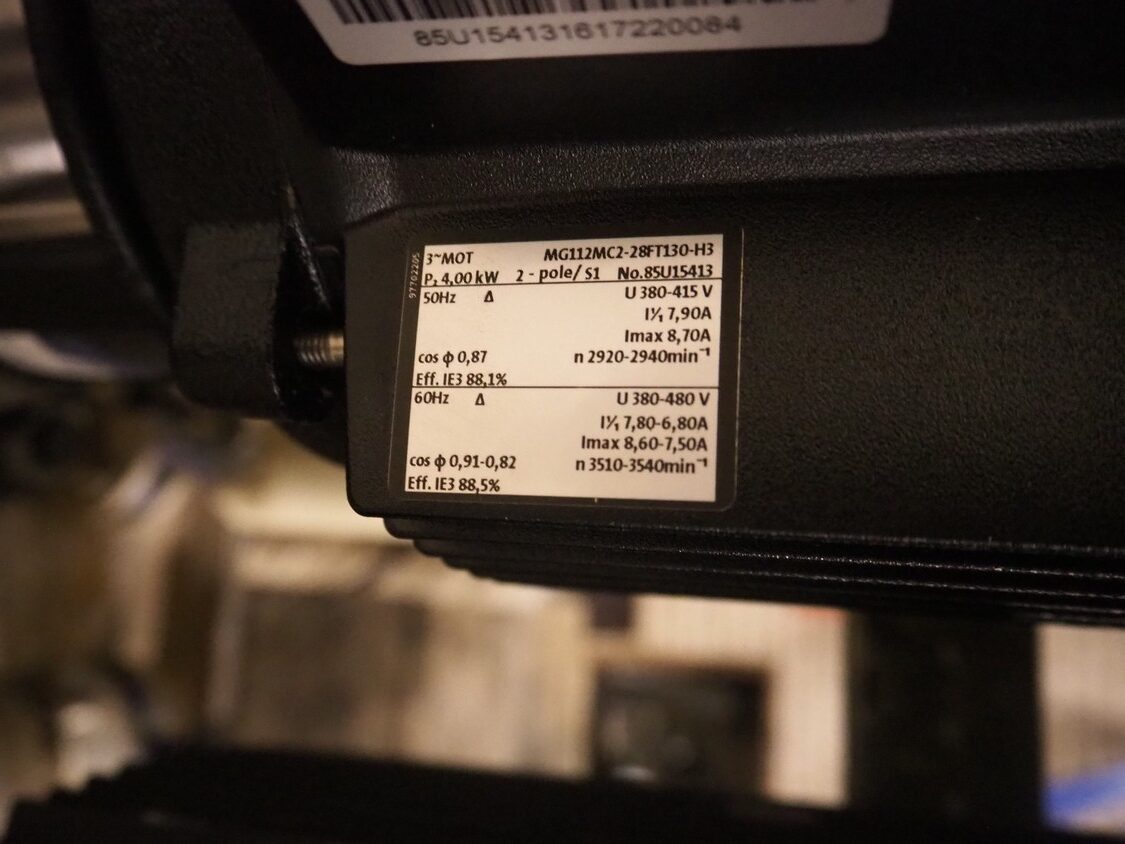 85U154131617220084
97702205
3~MOT MG112MC2-28FT130-H3
P₂ 4,00 kW 2 - pole/S1 No.85U15413
50Hz Δ U 380-415 V
I¹⁄₁ 7,90A
Imax 8,70A
cos ϕ 0,87 n 2920-2940min⁻¹
Eff. IE3 88,1%
60Hz Δ U 380-480 V
I¹⁄₁ 7,80-6,80A
Imax 8,60-7,50A
cos ϕ 0,91-0,82 n 3510-3540min⁻¹
Eff. IE3 88,5%